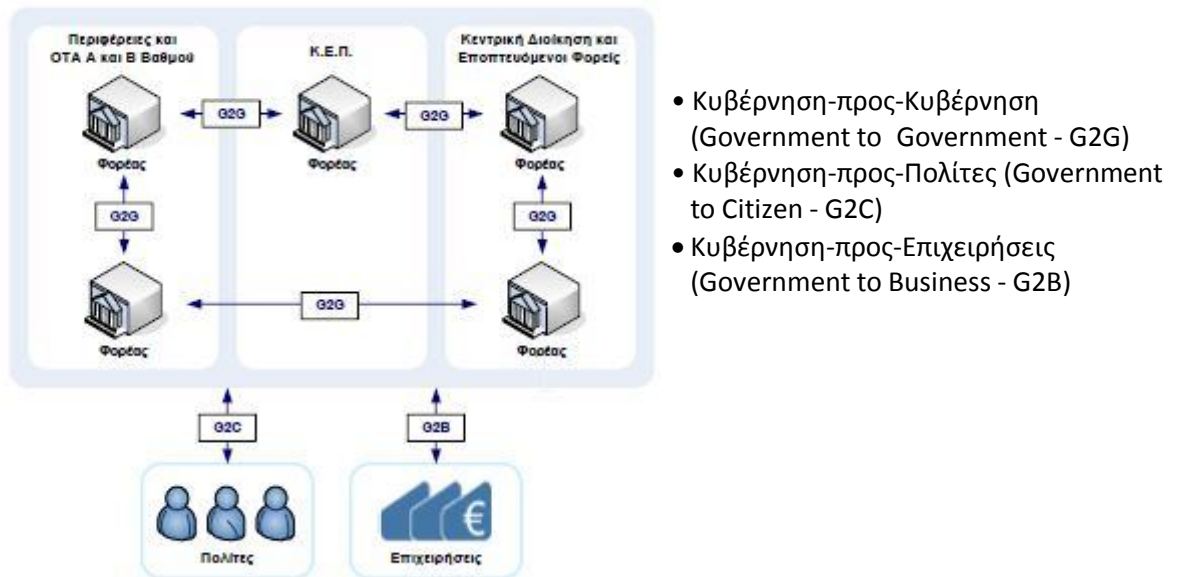 Περιφέρειες και
ΟΤΑ Α και Β Βαθμού
Κ.Ε.Π.
Κεντρική Διοίκηση και
Εποπτευόμενοι Φορείς
G2G
G2G
Φορέας
Φορέας
Φορέας
G2G
G2G
G2G
Φορέας
Φορέας
G2C
G2B
Πολίτες
Επιχειρήσεις
• Κυβέρνηση-προς-Κυβέρνηση
(Government to Government - G2G)
• Κυβέρνηση-προς-Πολίτες (Government
to Citizen - G2C)
• Κυβέρνηση-προς-Επιχειρήσεις
(Government to Business - G2B)